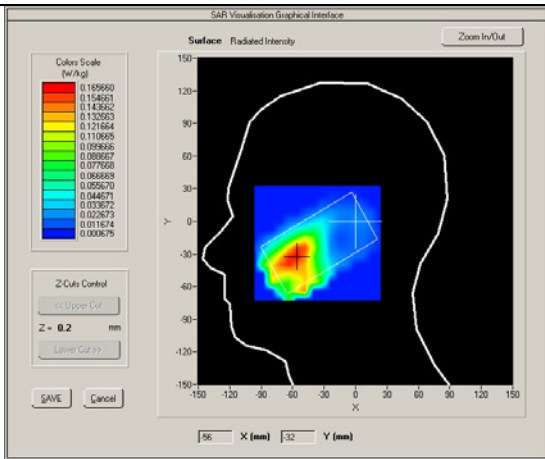 SAR Visualisation Graphical Interface
Surface Radiated Intensity
Zoom In/Out
Colors Scale
(W/kg)
0.165660
0.154661
0.143662
0.132663
0.121664
0.110665
0.099666
0.088667
0.077668
0.066669
0.055670
0.044671
0.033672
0.022673
0.011674
0.000675
150
120
90
60
30
0
-30
-60
-90
-120
-150
Y
-150 -120 -90 -60 -30 0 30 60 90 120 150
X
Z-Cuts Control
<< Upper Cut
Z = 0.2 mm
Lower Cut >>
SAVE Cancel
-56 X (mm) -32 Y (mm)